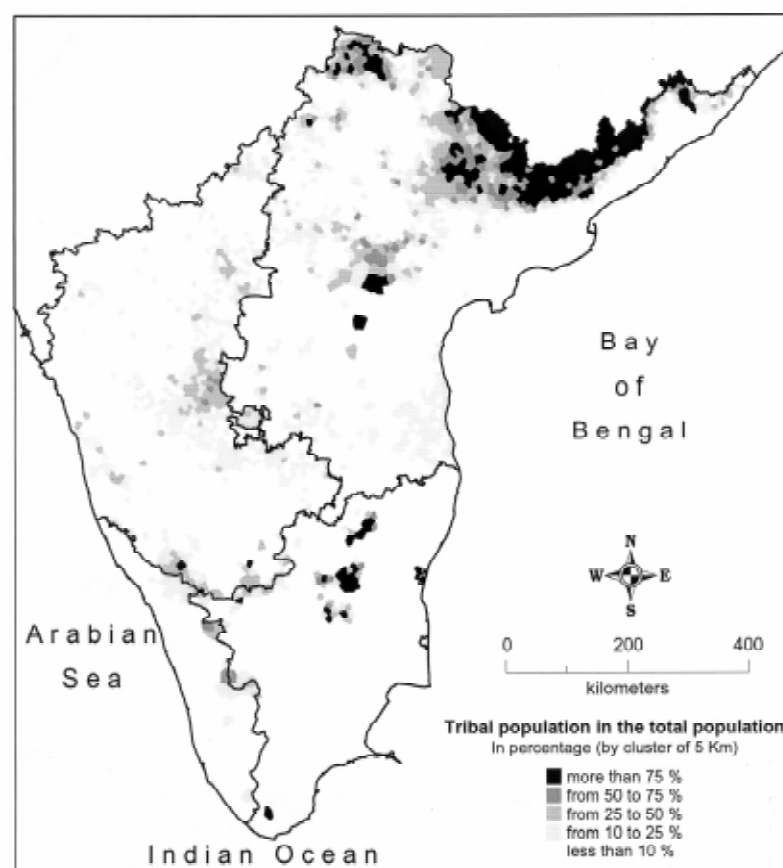 Bay
of
Bengal
N
W E
S
Arabian
Sea
0 200 400
kilometers
Tribal population in the total population
In percentage (by cluster of 5 Km)
more than 75 %
from 50 to 75 %
from 25 to 50 %
from 10 to 25 %
less than 10 %
Indian Ocean